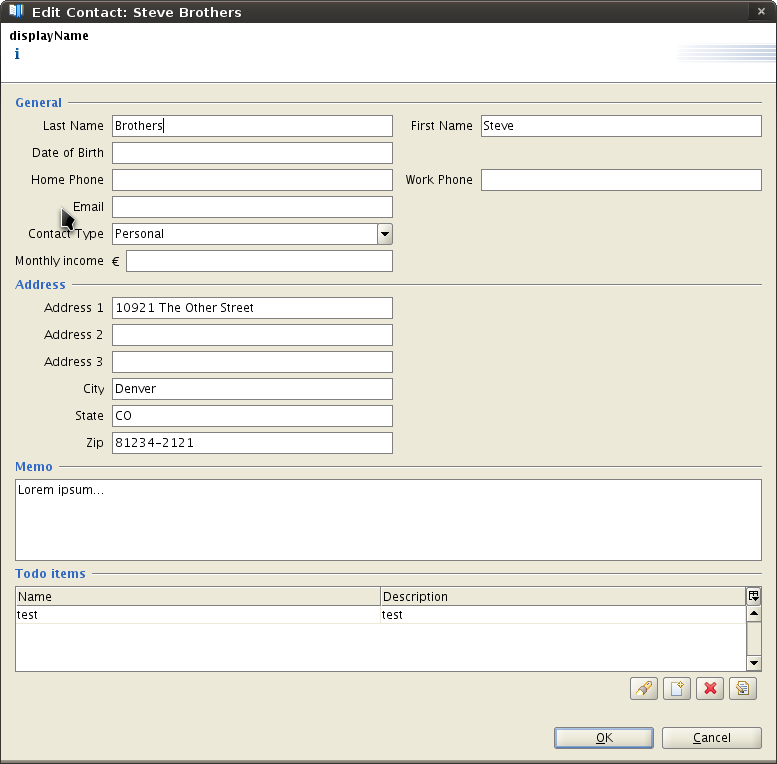 Edit Contact: Steve Brothers
displayName
i
General
Last Name Brothers First Name Steve
Date of Birth
Home Phone Work Phone
Email
Contact Type Personal
Monthly income €
Address
Address 1 10921 The Other Street
Address 2
Address 3
City Denver
State CO
Zip 81234-2121
Memo
Lorem ipsum...
Todo items
Name Description
test test
OK Cancel